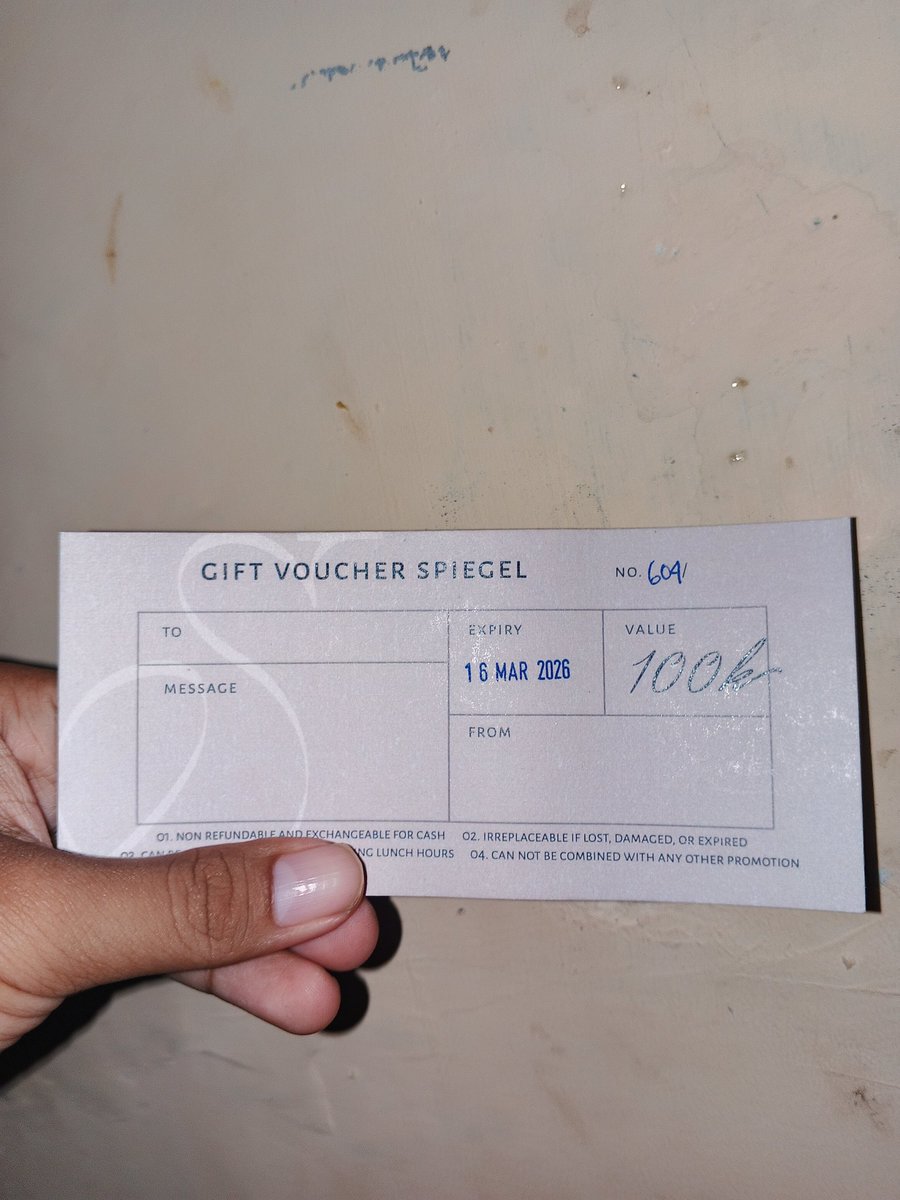 GIFT VOUCHER SPIEGEL
NO. 604/
TO
EXPIRY
VALUE
16 MAR 2026
100k
MESSAGE
FROM
01. NON REFUNDABLE AND EXCHANGEABLE FOR CASH 02. IRREPLACEABLE IF LOST, DAMAGED, OR EXPIRED
CAN LUNCH HOURS 04. CAN NOT BE COMBINED WITH ANY OTHER PROMOTION